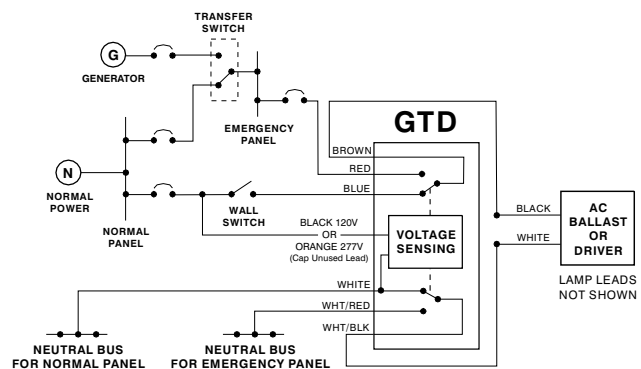 TRANSFER
SWITCH
G
GENERATOR
EMERGENCY
PANEL
GTD
BROWN
RED
BLUE
N
NORMAL
POWER
NORMAL
PANEL
WALL
SWITCH
BLACK 120V
OR
ORANGE 277V
(Cap Unused Lead)
VOLTAGE
SENSING
BLACK
WHITE
AC
BALLAST
OR
DRIVER
LAMP LEADS
NOT SHOWN
WHITE
WHT/RED
WHT/BLK
NEUTRAL BUS
FOR NORMAL PANEL
NEUTRAL BUS
FOR EMERGENCY PANEL